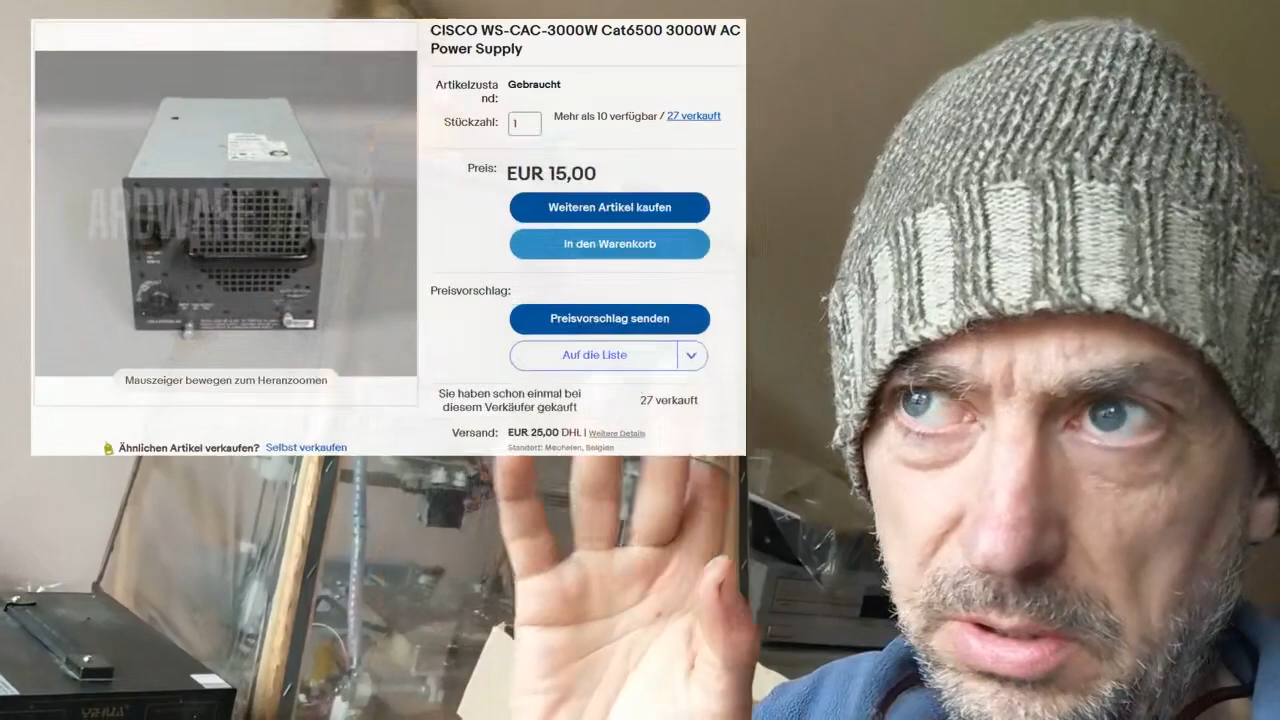 CISCO WS-CAC-3000W Cat6500 3000W AC
Power Supply
Artikelzusta
nd:
Gebraucht
Stückzahl:
1
Mehr als 10 verfügbar / 27 verkauft
Preis:
EUR 15,00
Weiteren Artikel kaufen
In den Warenkorb
Preisvorschlag:
Preisvorschlag senden
Auf die Liste
Sie haben schon einmal bei
diesem Verkäufer gekauft
27 verkauft
Versand:
EUR 25,00 DHL | Weitere Details
Standort: Mechelen, Belgien
ARDWARE ALLEY
Mauszeiger bewegen zum Heranzoomen
Ähnlichen Artikel verkaufen? Selbst verkaufen